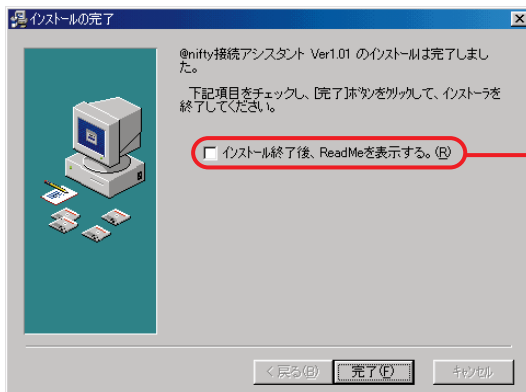 インストールの完了
@nifty接続アシスタント Ver1.01 のインストールは完了しまし
た。
下記項目をチェックし、[完了]ボタンをクリックして、インストーラを
終了してください。
インストール終了後、ReadMeを表示する。(R)
< 戻る(B)
完了(F)
キャンセル